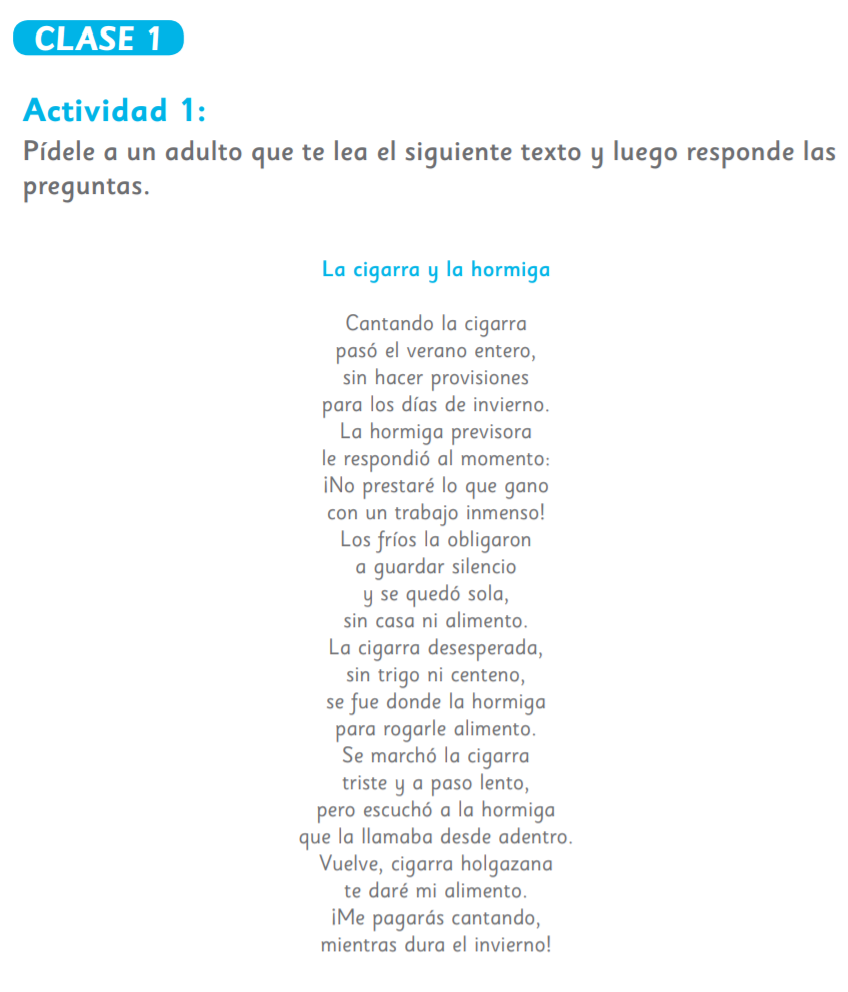 CLASE 1
Actividad 1:
Pídele a un adulto que te lea el siguiente texto y luego responde las
preguntas.
La cigarra y la hormiga
Cantando la cigarra
pasó el verano entero,
sin hacer provisiones
para los días de invierno.
La hormiga previsora
le respondió al momento:
¡No prestaré lo que gano
con un trabajo inmenso!
Los fríos la obligaron
a guardar silencio
y se quedó sola,
sin casa ni alimento.
La cigarra desesperada,
sin trigo ni centeno,
se fue donde la hormiga
para rogarle alimento.
Se marchó la cigarra
triste y a paso lento,
pero escuchó a la hormiga
que la llamaba desde adentro.
Vuelve, cigarra holgazana
te daré mi alimento.
¡Me pagarás cantando,
mientras dura el invierno!